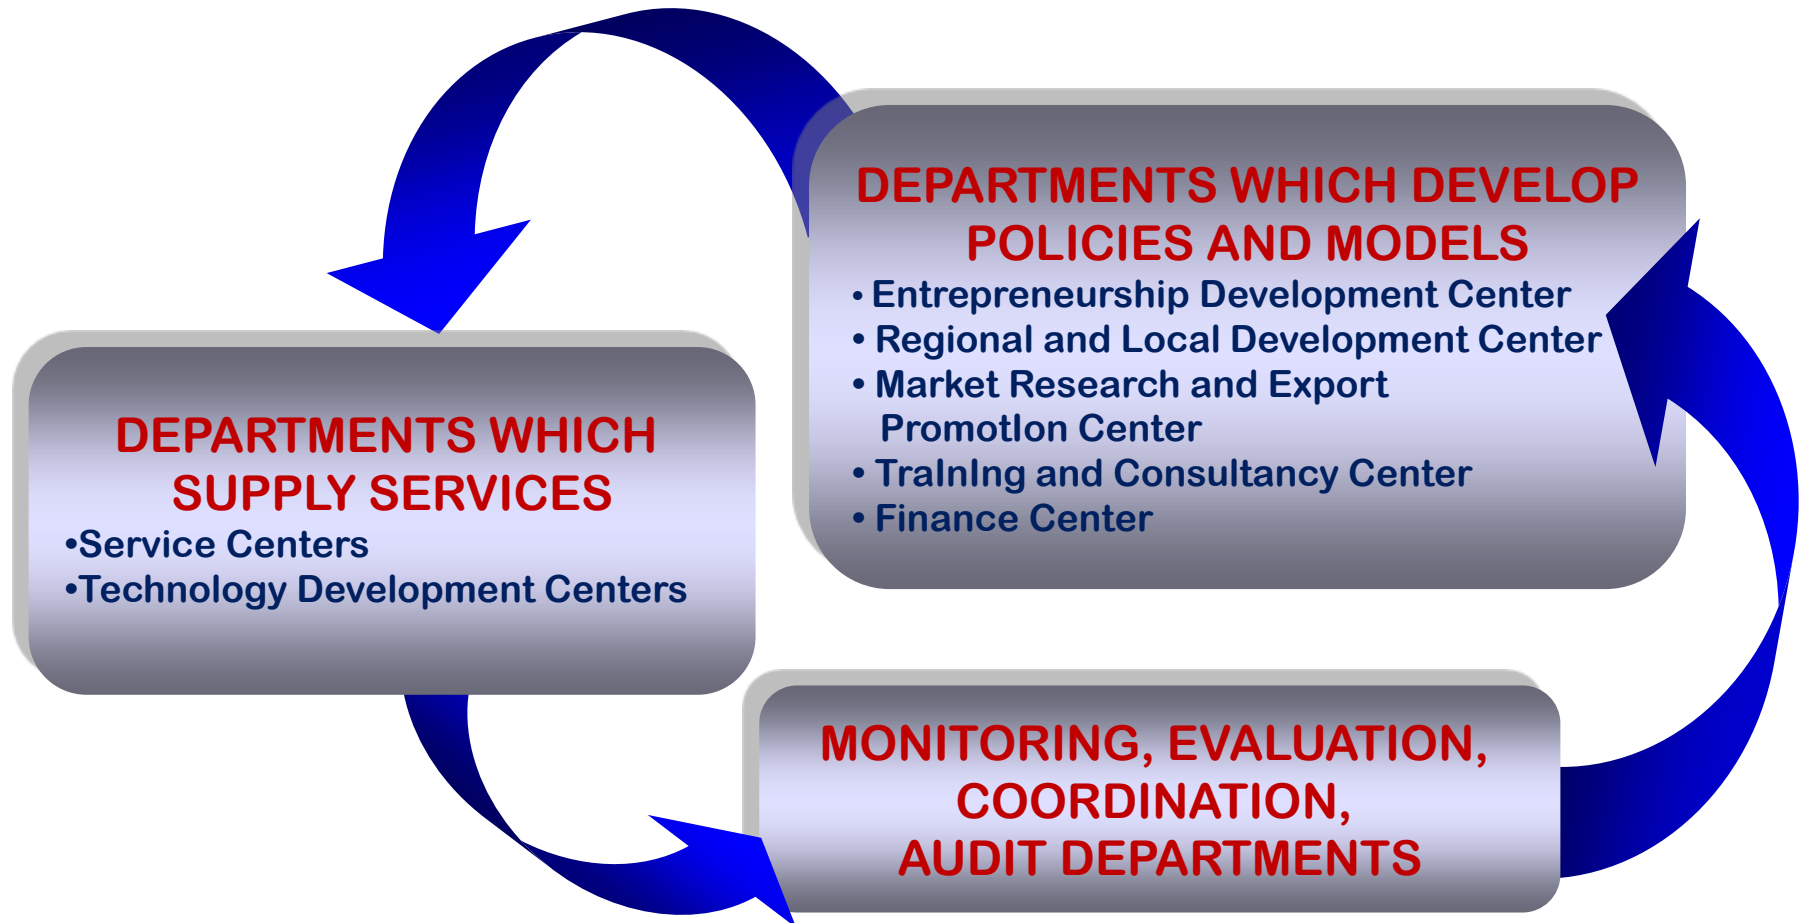 DEPARTMENTS WHICH DEVELOP
POLICIES AND MODELS
• Entrepreneurship Development Center
• Regional and Local Development Center
• Market Research and Export
PromotIon Center
• TraInIng and Consultancy Center
• Finance Center
DEPARTMENTS WHICH
SUPPLY SERVICES
•Service Centers
•Technology Development Centers
MONITORING, EVALUATION,
COORDINATION,
AUDIT DEPARTMENTS